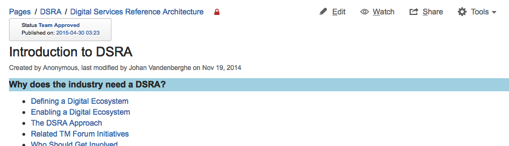 Pages / DSRA / Digital Services Reference Architecture Edit Watch Share Tools
Status Team Approved
Published on: 2015-04-30 03:23
Introduction to DSRA
Created by Anonymous, last modified by Johan Vandenberghe on Nov 19, 2014
Why does the industry need a DSRA?
• Defining a Digital Ecosystem
• Enabling a Digital Ecosystem
• The DSRA Approach
• Related TM Forum Initiatives
• Who Should Get Involved